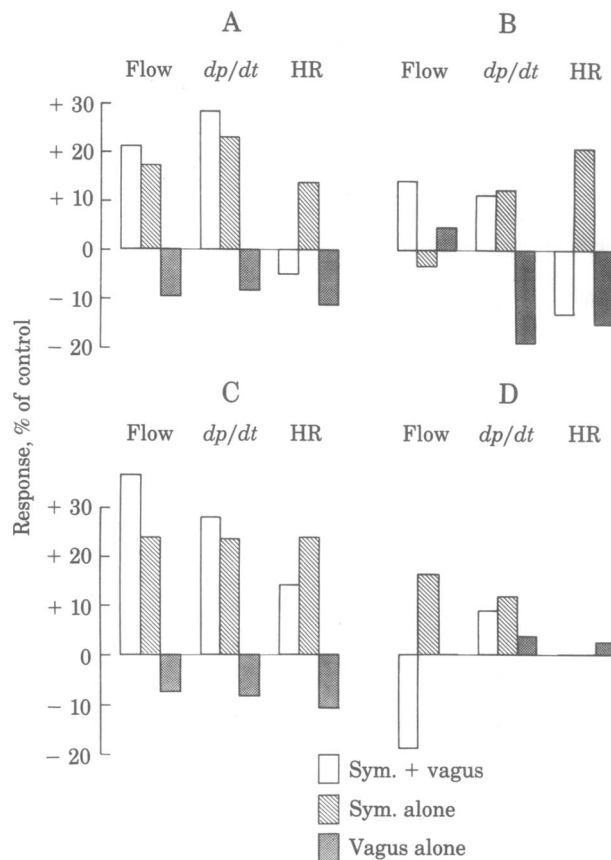 A B
Flow dp/dt HR Flow dp/dt HR
+ 30
+ 20
+ 10
0
− 10
− 20
Response, % of control
C D
Flow dp/dt HR Flow dp/dt HR
+ 30
+ 20
+ 10
0
− 10
− 20
Sym. + vagus
Sym. alone
Vagus alone